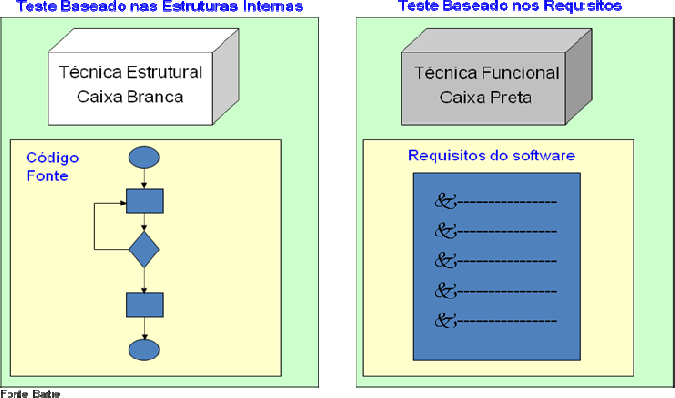 Teste Baseado nas Estruturas Internas
Técnica Estrutural
Caixa Branca
Código
Fonte
Teste Baseado nos Requisitos
Técnica Funcional
Caixa Preta
Requisitos do software
&-----------------
&-----------------
&-----------------
&-----------------
&-----------------
Fonte